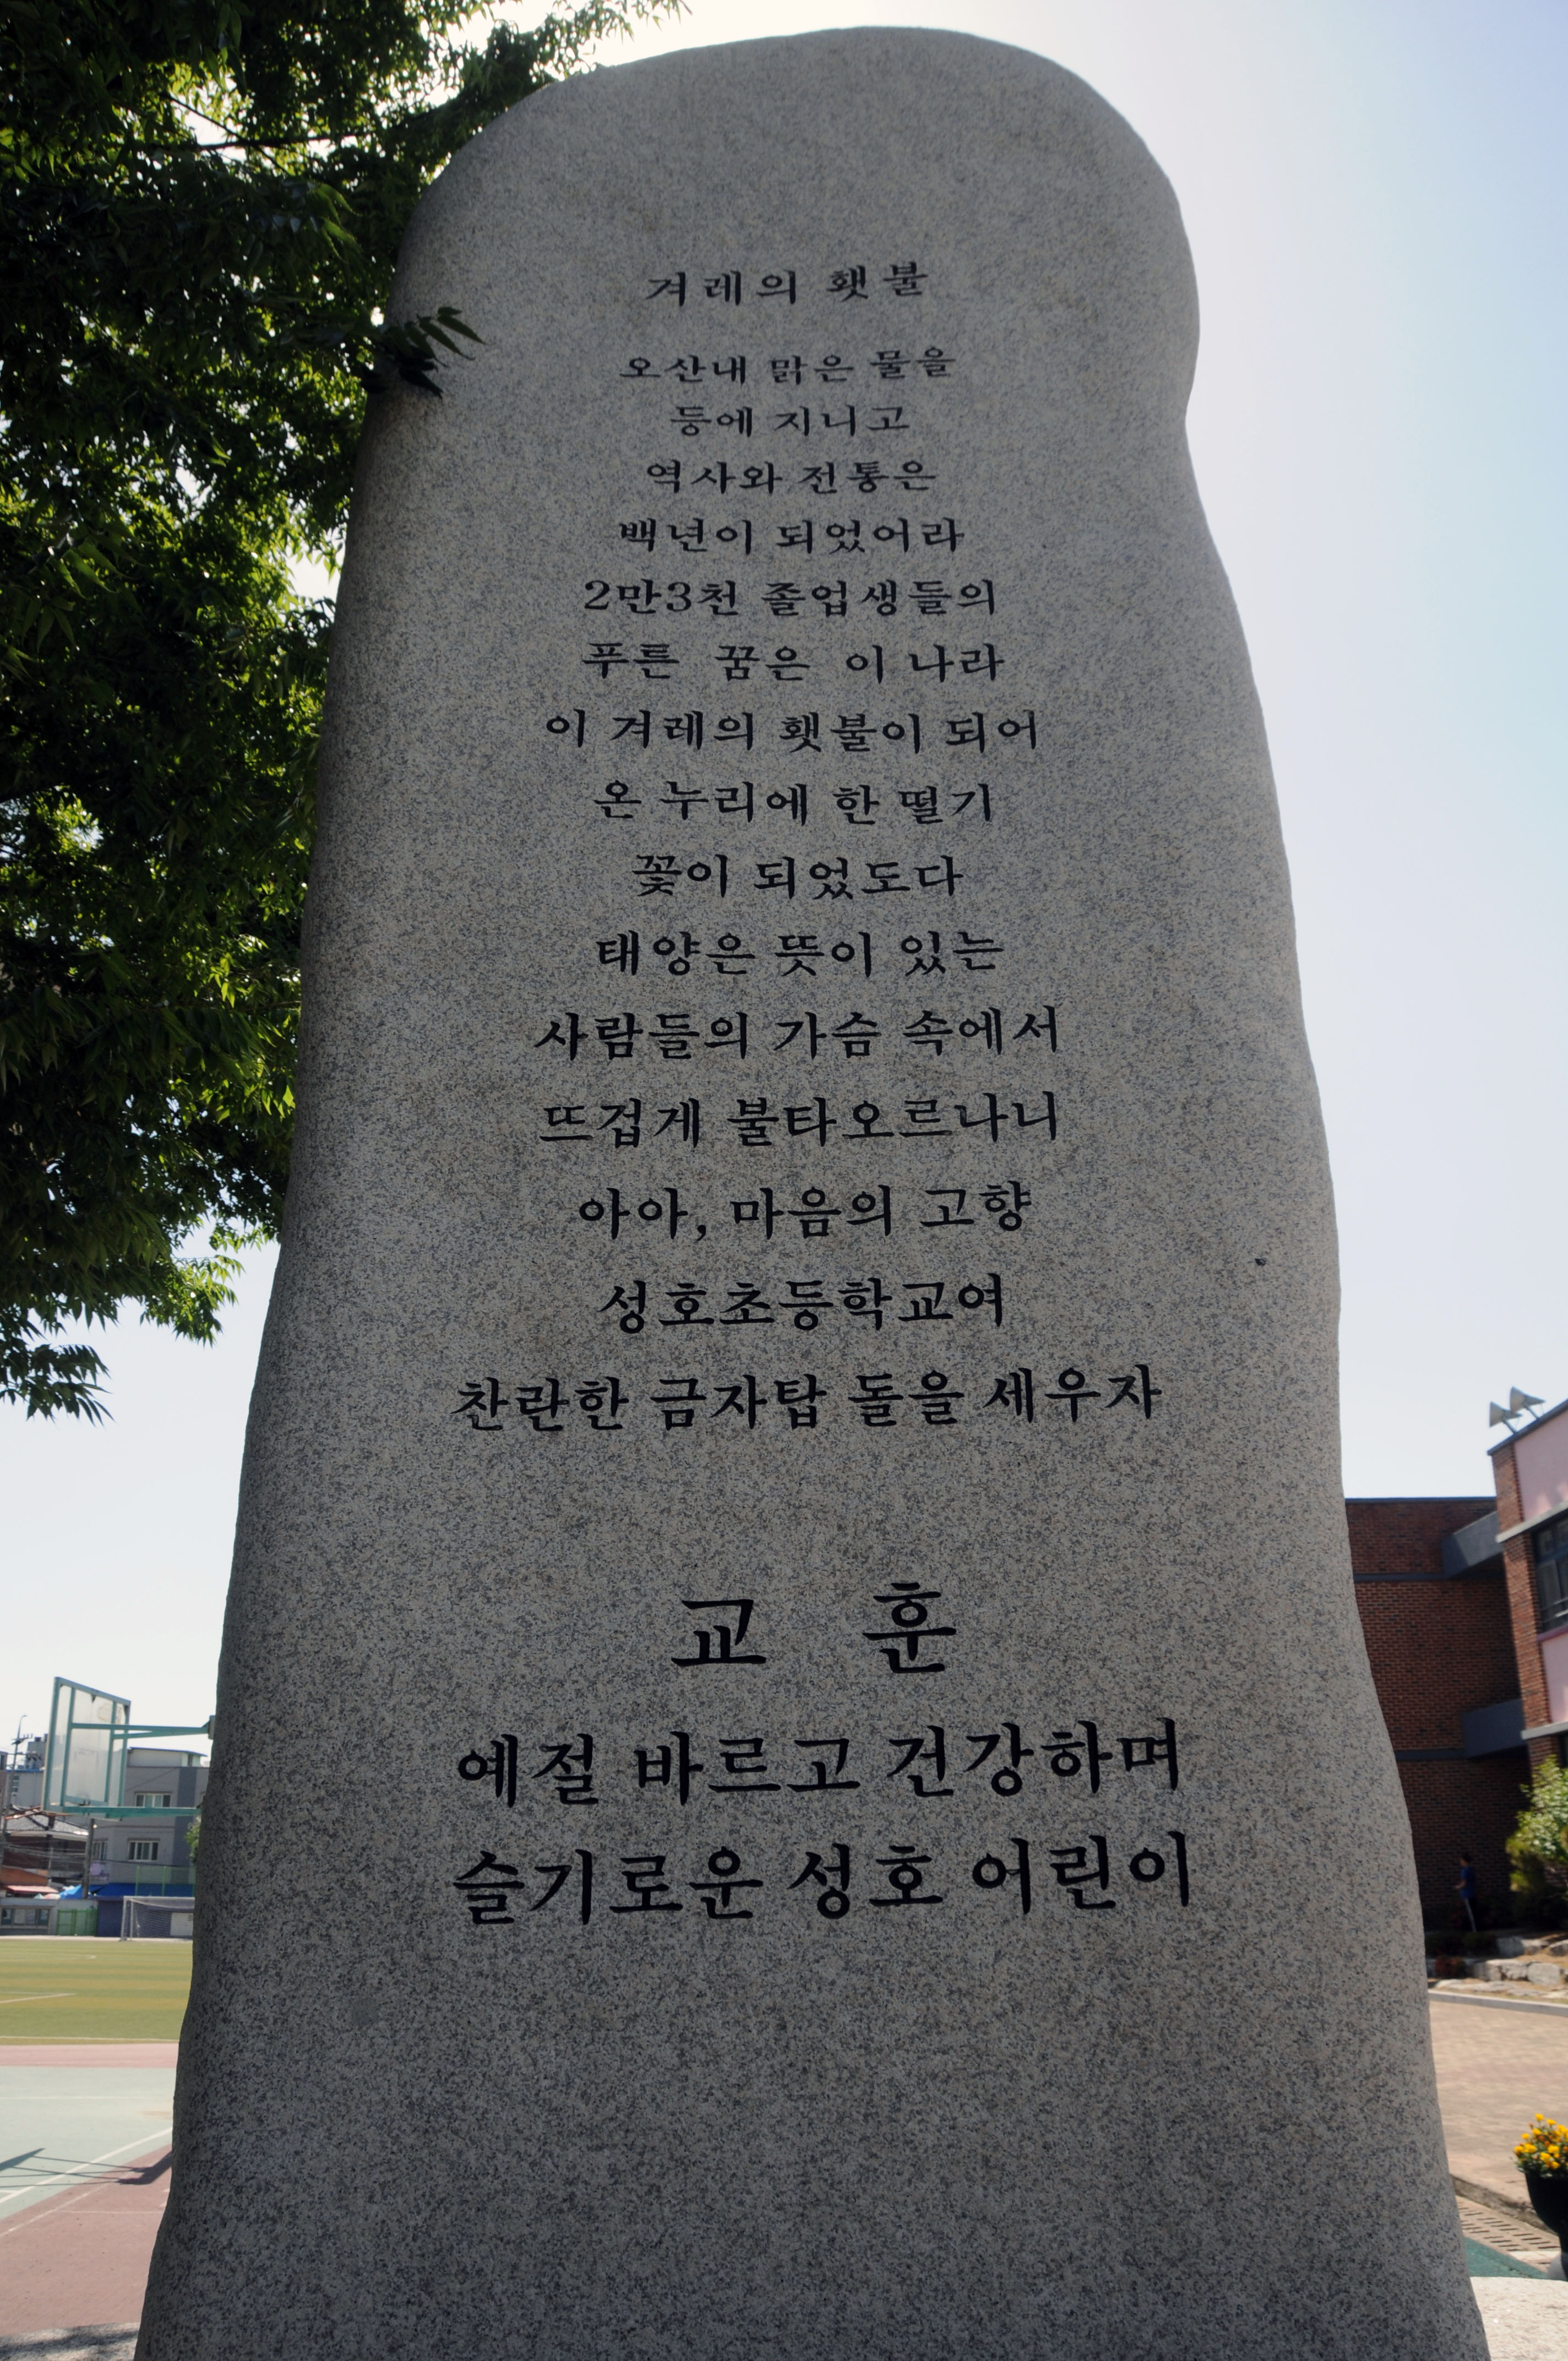 겨레의 횃불
오산내 맑은 물을
등에 지니고
역사와 전통은
백년이 되었어라
2만3천 졸업생들의
푸른 꿈은 이 나라
이 겨레의 횃불이 되어
온 누리에 한 떨기
꽃이 되었도다
태양은 뜻이 있는
사람들의 가슴 속에서
뜨겁게 불타오르나니
아아, 마음의 고향
성호초등학교여
찬란한 금자탑 돌을 세우자
교 훈
예절 바르고 건강하며
슬기로운 성호 어린이